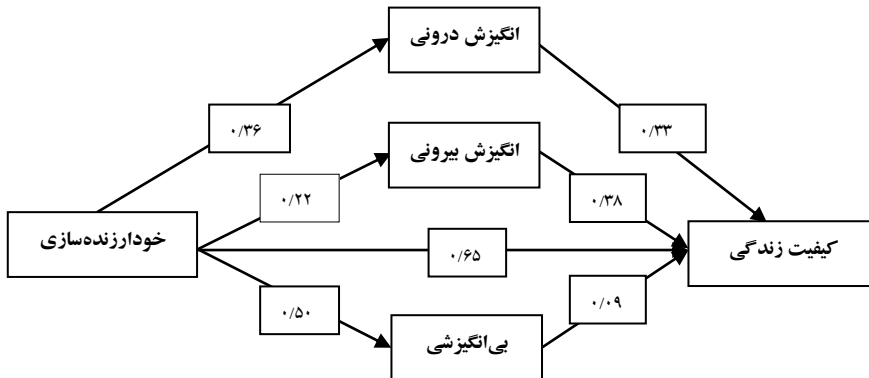 انگیزش درونی
۰/۳۶
۰/۳۳
انگیزش بیرونی
۰/۲۲
۰/۳۸
خودارزنده‌سازی
کیفیت زندگی
۰/۶۵
۰/۵۰
۰/۰۹
بی‌انگیزشی